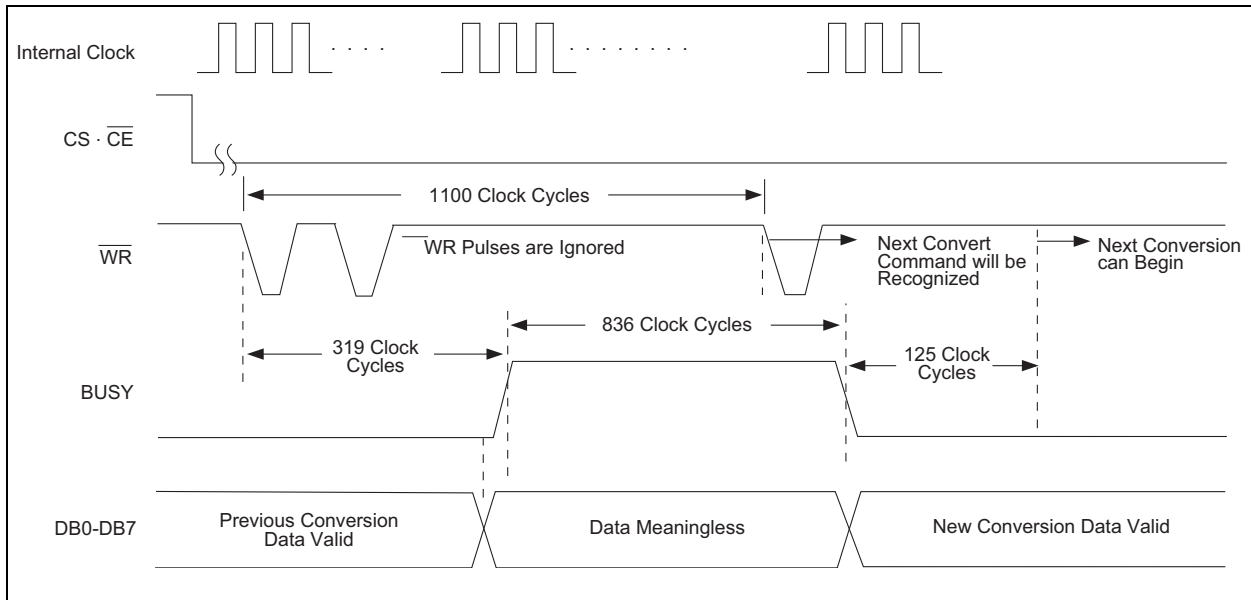 Internal Clock
. . . .
. . . . . . . .
CS · C̅E̅
1100 Clock Cycles
W̅R̅
WR Pulses are Ignored
Next Convert
Command will be
Recognized
Next Conversion
can Begin
836 Clock Cycles
319 Clock
Cycles
125 Clock
Cycles
BUSY
DB0-DB7
Previous Conversion
Data Valid
Data Meaningless
New Conversion Data Valid